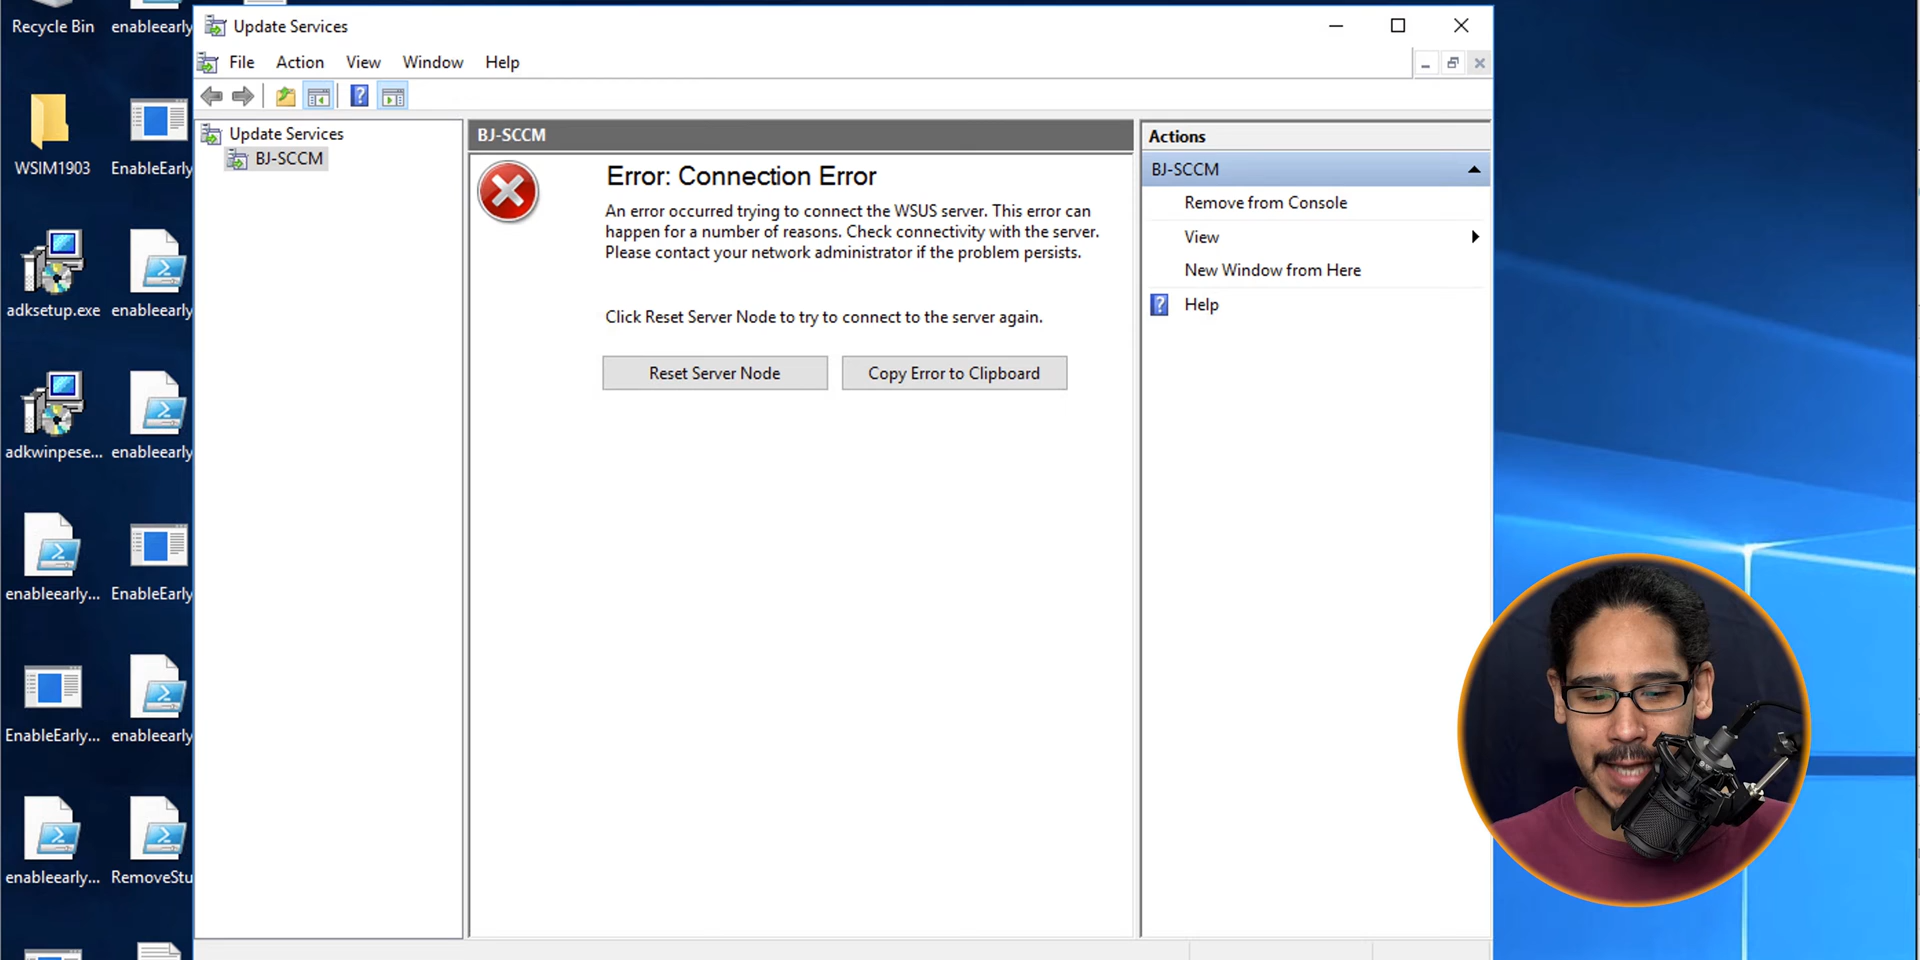 Update Services
File Action View Window Help
Update Services
BJ-SCCM
BJ-SCCM
Error: Connection Error
An error occurred trying to connect the WSUS server. This error can
happen for a number of reasons. Check connectivity with the server.
Please contact your network administrator if the problem persists.
Click Reset Server Node to try to connect to the server again.
Reset Server Node
Copy Error to Clipboard
Actions
BJ-SCCM
Remove from Console
View
New Window from Here
Help
Recycle Bin
enableearly
WSIM1903
EnableEarly
adksetup.exe
enableearly
adkwinpese...
enableearly
enableearly...
EnableEarly
EnableEarly...
enableearly
enableearly...
RemoveStu